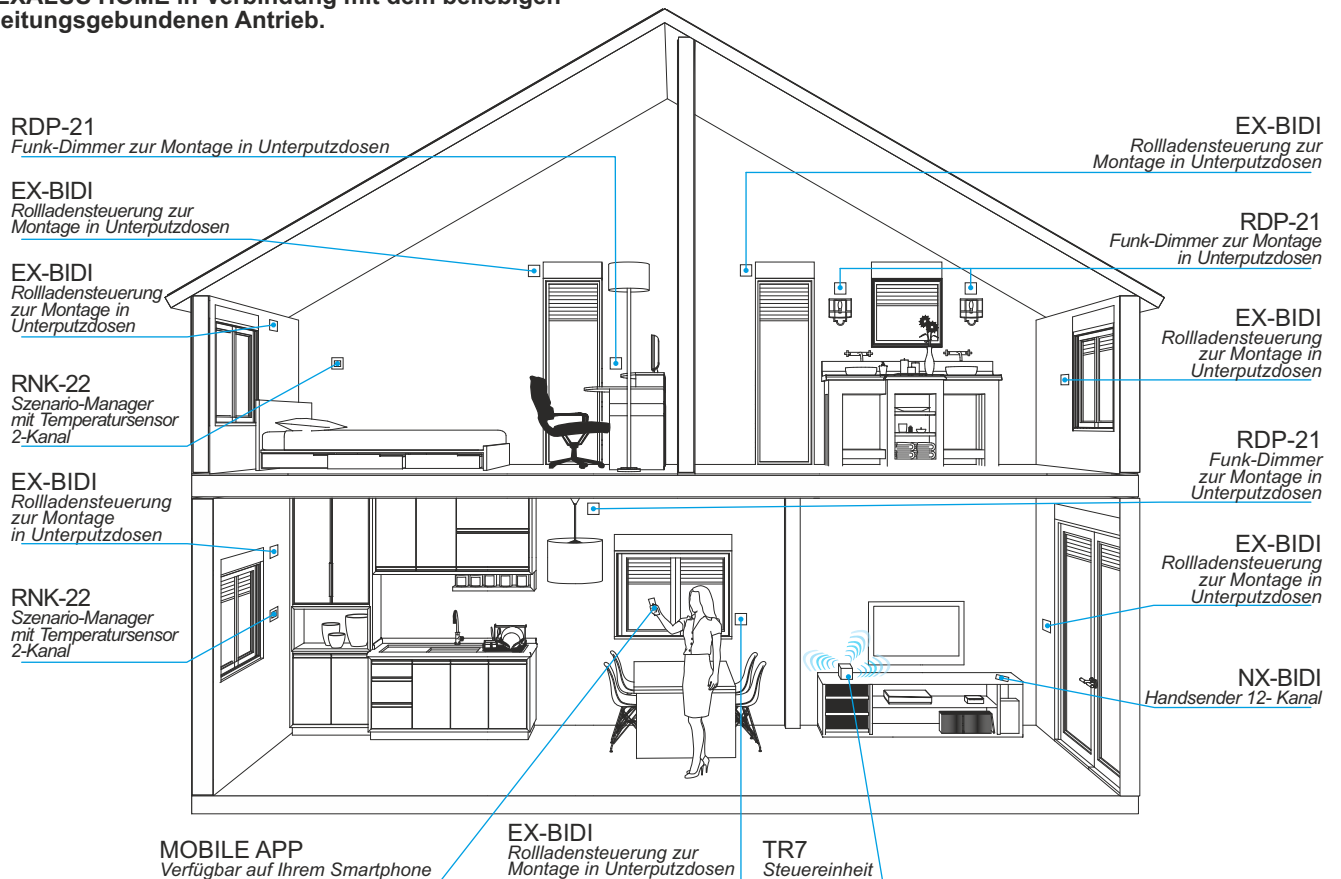 EXALUS HOME in Verbindung mit dem beliebigen
leitungsgebundenen Antrieb.
RDP-21
Funk-Dimmer zur Montage in Unterputzdosen
EX-BIDI
Rollladensteuerung zur
Montage in Unterputzdosen
EX-BIDI
Rollladensteuerung
zur Montage in
Unterputzdosen
RNK-22
Szenario-Manager
mit Temperatursensor
2-Kanal
EX-BIDI
Rollladensteuerung
zur Montage
in Unterputzdosen
RNK-22
Szenario-Manager
mit Temperatursensor
2-Kanal
EX-BIDI
Rollladensteuerung zur
Montage in Unterputzdosen
RDP-21
Funk-Dimmer zur Montage
in Unterputzdosen
EX-BIDI
Rollladensteuerung
zur Montage in
Unterputzdosen
RDP-21
Funk-Dimmer
zur Montage in
Unterputzdosen
EX-BIDI
Rollladensteuerung
zur Montage in
Unterputzdosen
NX-BIDI
Handsender 12- Kanal
MOBILE APP
Verfügbar auf Ihrem Smartphone
EX-BIDI
Rollladensteuerung zur
Montage in Unterputzdosen
TR7
Steuereinheit